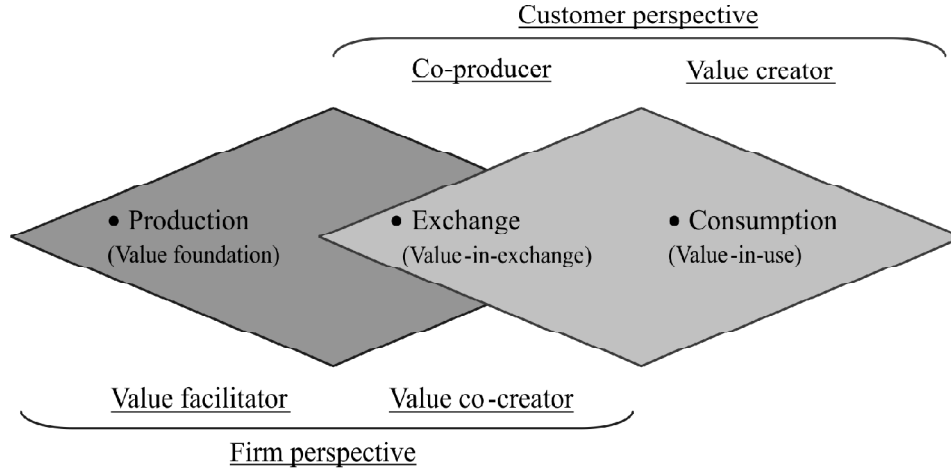 Customer perspective
Co-producer Value creator
• Production • Exchange • Consumption
(Value foundation) (Value-in-exchange) (Value-in-use)
Value facilitator Value co-creator
Firm perspective